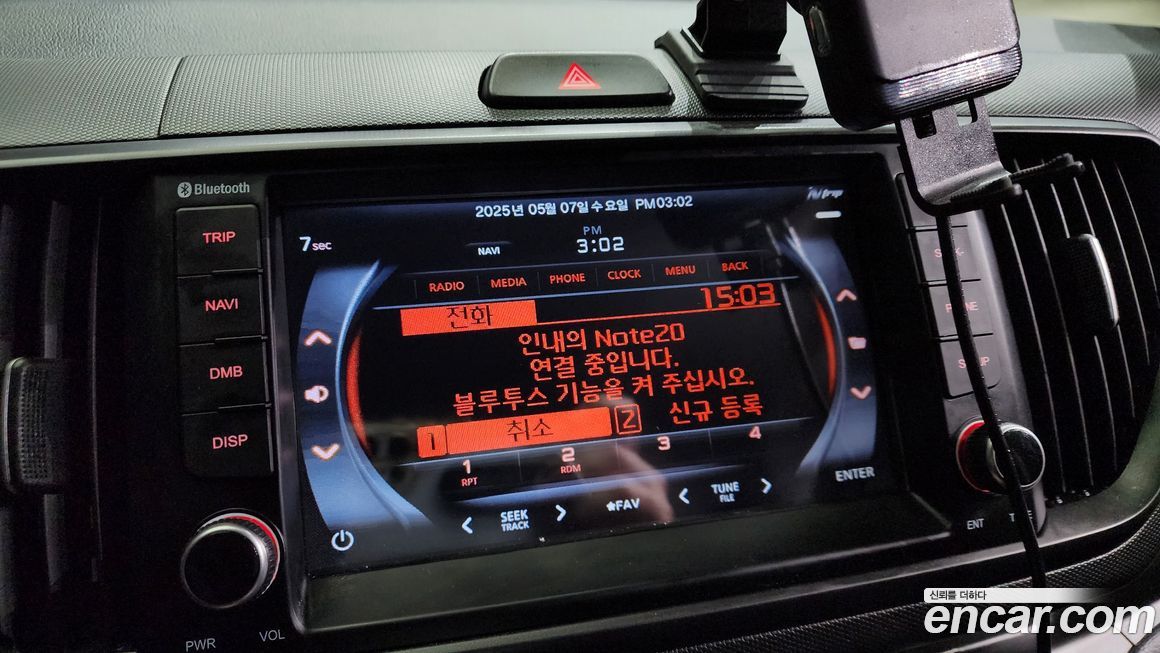 Bluetooth
TRIP
NAVI
DMB
DISP
PWR
VOL
2025년 05월 07일 수요일 PM 03:02
7 sec
PM
NAVI
3:02
RADIO MEDIA PHONE CLOCK MENU BACK
전화
15:03
인내의 Note20
연결 중입니다.
블루투스 기능을 켜 주십시오.
1 취소 2 신규 등록
1 2 3 4
RPT RDM
SEEK
TRACK
FAV
TUNE
FILE
ENTER
ENT
신뢰를 더하다
encar.com